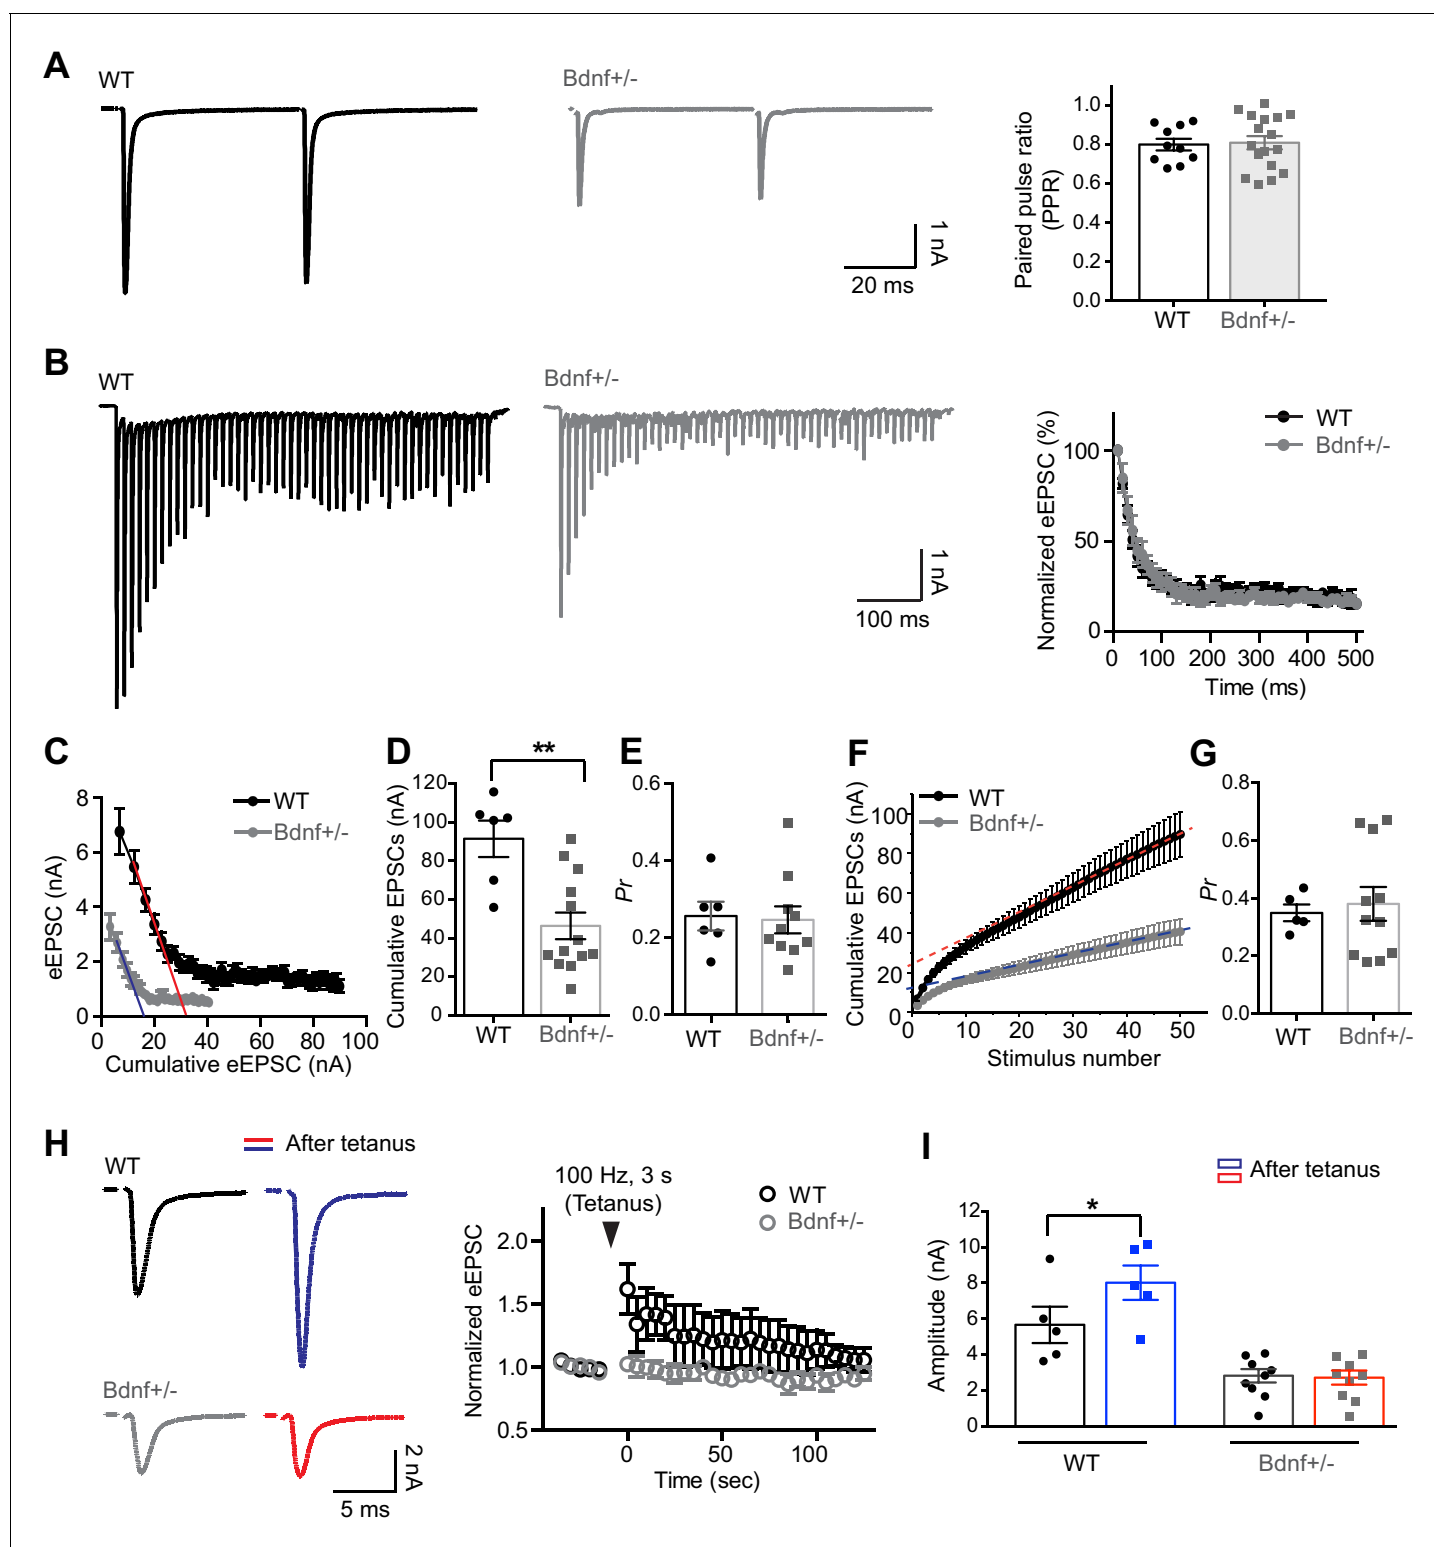 A
WT
Bdnf+/-
1 nA
20 ms
Paired pulse ratio
(PPR)
1.0
0.8
0.6
0.4
0.2
0.0
WT
Bdnf+/-
B
WT
Bdnf+/-
1 nA
100 ms
WT
Bdnf+/-
Normalized eEPSC (%)
100
50
0
0
100
200
300
400
500
Time (ms)
C
WT
Bdnf+/-
eEPSC (nA)
8
6
4
2
0
0
20
40
60
80
100
Cumulative eEPSC (nA)
D
**
Cumulative EPSCs (nA)
120
100
80
60
40
20
0
WT
Bdnf+/-
E
Pr
0.6
0.4
0.2
0.0
WT
Bdnf+/-
F
WT
Bdnf+/-
Cumulative EPSCs (nA)
100
80
60
40
20
0
0
10
20
30
40
50
Stimulus number
G
Pr
0.8
0.6
0.4
0.2
0.0
WT
Bdnf+/-
H
After tetanus
WT
Bdnf+/-
2 nA
5 ms
100 Hz, 3 s
(Tetanus)
WT
Bdnf+/-
Normalized eEPSC
2.0
1.5
1.0
0.5
0
50
100
Time (sec)
I
After tetanus
*
Amplitude (nA)
12
10
8
6
4
2
0
WT
Bdnf+/-